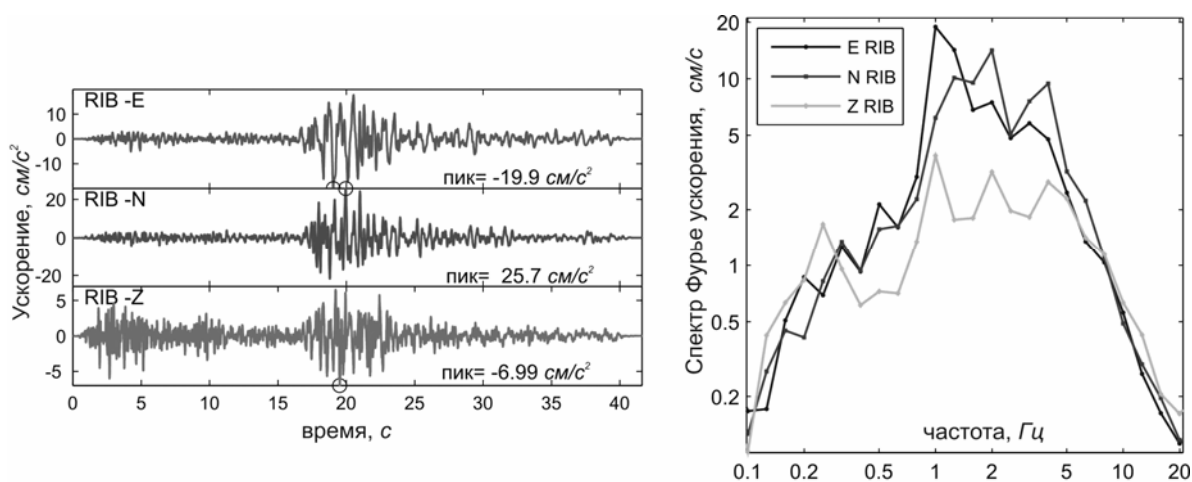 Ускорение, см/с²
RIB -E
10
0
-10
пик= -19.9 см/с²
RIB -N
20
0
-20
пик= 25.7 см/с²
RIB -Z
5
0
-5
пик= -6.99 см/с²
0 5 10 15 20 25 30 35 40
время, с
Спектр Фурье ускорения, см/с
20
10
5
2
1
0.5
0.2
E RIB
N RIB
Z RIB
частота, Гц
0.1 0.2 0.5 1 2 5 10 20